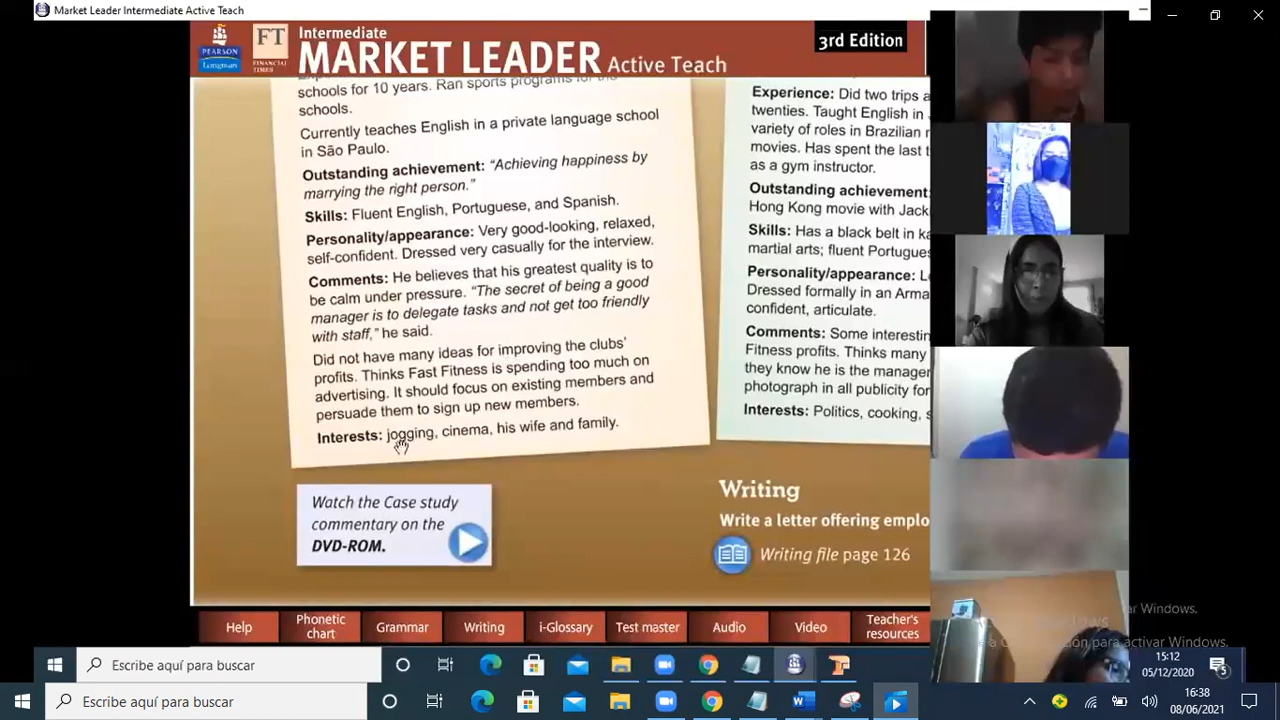 Market Leader Intermediate Active Teach
PEARSON
Longman
FT
FINANCIAL
TIMES
Intermediate
MARKET LEADER Active Teach
3rd Edition
schools for 10 years. Ran sports programs for the
schools.
Currently teaches English in a private language school
in São Paulo.
Outstanding achievement: “Achieving happiness by
marrying the right person.”
Skills: Fluent English, Portuguese, and Spanish.
Personality/appearance: Very good-looking, relaxed,
self-confident. Dressed very casually for the interview.
Comments: He believes that his greatest quality is to
be calm under pressure. “The secret of being a good
manager is to delegate tasks and not get too friendly
with staff,” he said.
Did not have many ideas for improving the clubs’
profits. Thinks Fast Fitness is spending too much on
advertising. It should focus on existing members and
persuade them to sign up new members.
Interests: jogging, cinema, his wife and family.
Experience: Did two trips a
twenties. Taught English in
variety of roles in Brazilian
movies. Has spent the last
as a gym instructor.
Outstanding achievement:
Hong Kong movie with Jack
Skills: Has a black belt in
martial arts; fluent Portugue
Personality/appearance:
Dressed formally in an Arma
confident, articulate.
Comments: Some interestin
Fitness profits. Thinks many
they know he is the manage
photograph in all publicity for
Interests: Politics, cooking,
Watch the Case study
commentary on the
DVD-ROM.
Writing
Write a letter offering emplo
Writing file page 126
Help
Phonetic
chart
Grammar
Writing
i-Glossary
Test master
Audio
Video
Teacher's
resources
ar Windows.
ción para activar Windows.
Escribe aquí para buscar
15:12
05/12/2020
5
Escribe aquí para buscar
16:38
08/06/2021